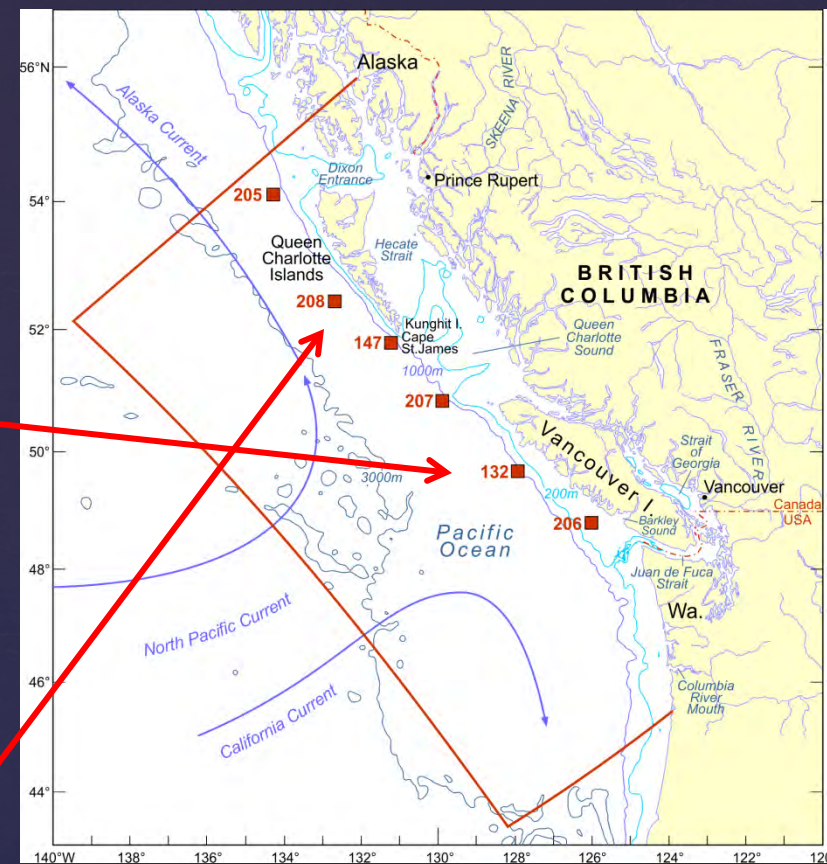 56°N
Alaska
Alaska Current
SKEENA RIVER
Dixon
Entrance
Prince Rupert
54°
205
Queen
Charlotte
Islands
Hecate
Strait
BRITISH
COLUMBIA
208
52°
147
Kunghit I.
Cape
St.James
Queen
Charlotte
Sound
1000m
FRASER RIVER
207
50°
Vancouver I.
Strait
of
Georgia
3000m
132
200m
Vancouver
Canada
USA
206
Barkley
Sound
Pacific
Ocean
48°
Juan de Fuca
Strait
North Pacific Current
Wa.
46°
California Current
Columbia
River
Mouth
44°
140°W 138° 136° 134° 132° 130° 128° 126° 124° 122° 120